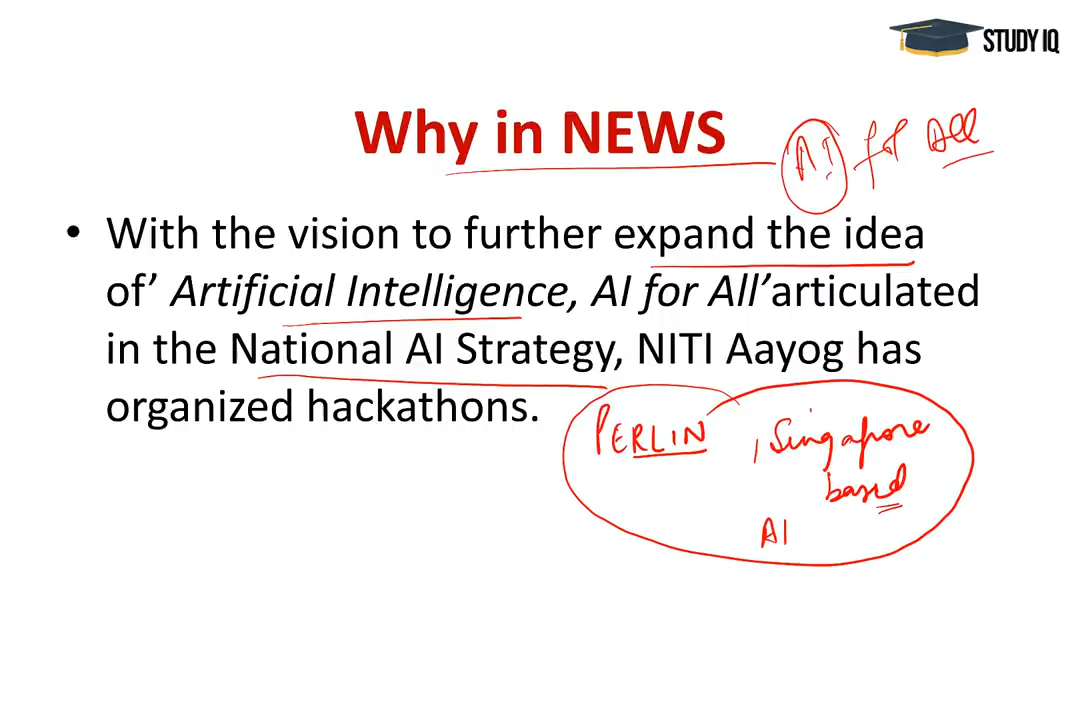 STUDY IQ
Why in NEWS
AI for All
• With the vision to further expand the idea
of’ Artificial Intelligence, AI for All’articulated
in the National AI Strategy, NITI Aayog has
organized hackathons.
PERLIN , Singapore
based
AI